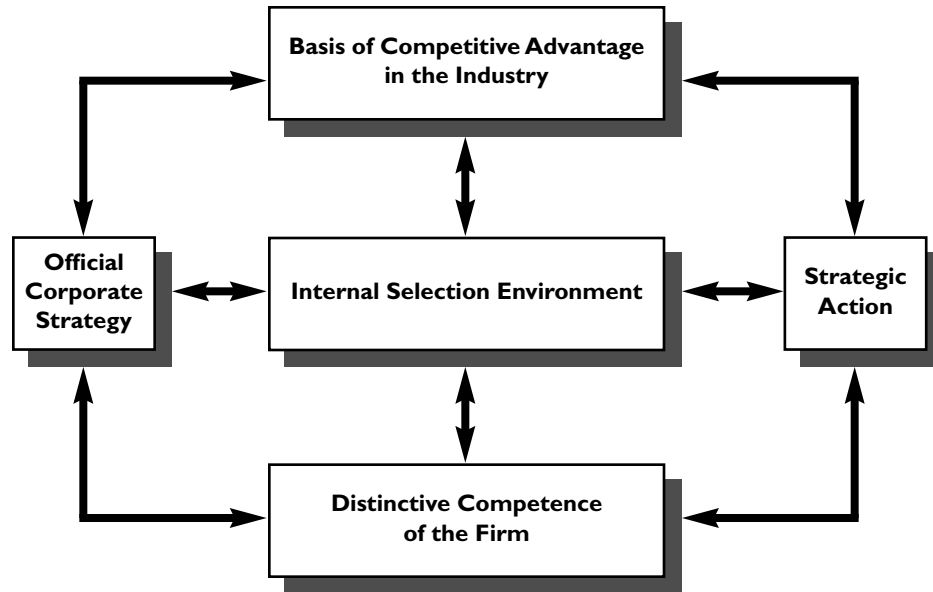 Basis of Competitive Advantage
in the Industry
Official
Corporate
Strategy
Internal Selection Environment
Strategic
Action
Distinctive Competence
of the Firm